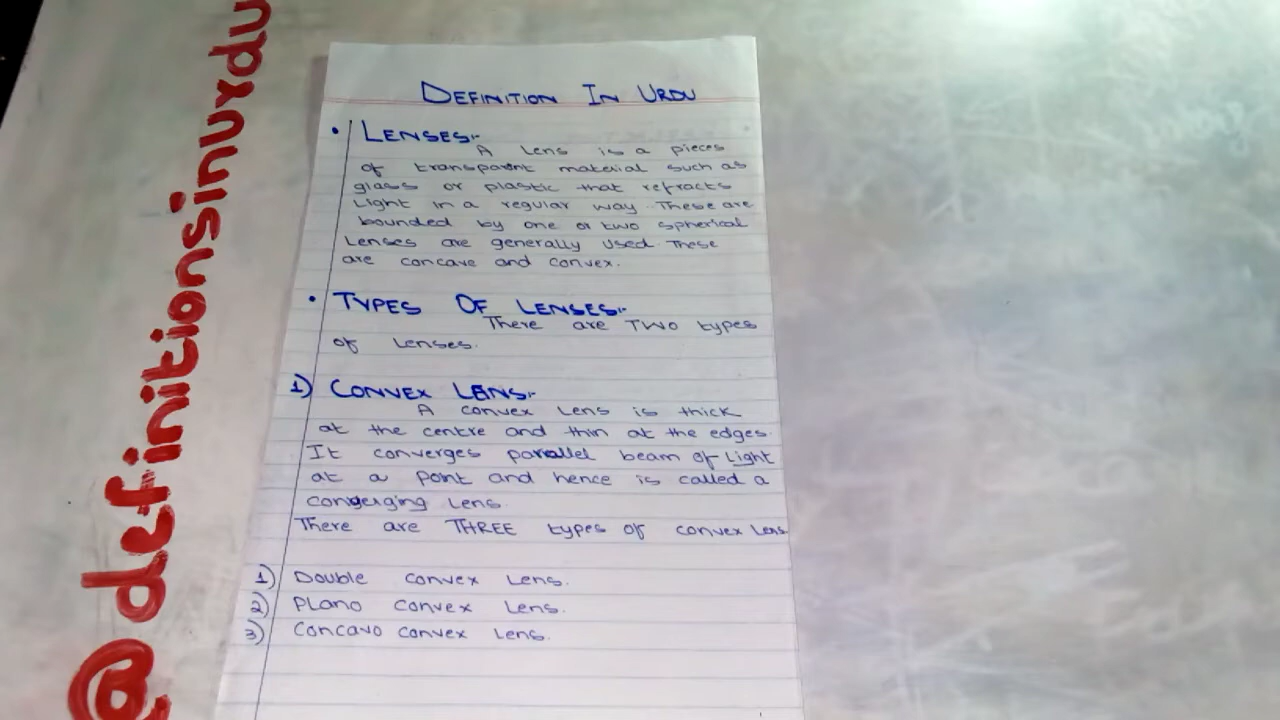 @definitionsinurdu
DEFINITION IN URDU
• LENSES:-
A Lens is a pieces
of transparent material such as
glass or plastic that refracts
Light in a regular way. These are
bounded by one or two spherical
Lenses are generally used. These
are concave and convex.
• TYPES OF LENSES:-
There are TWO types
of Lenses.
1) CONVEX LENS:-
A convex Lens is thick
at the centre and thin at the edges.
It converges parallel beam of Light
at a point and hence is called a
converging Lens.
There are THREE types of convex Lens.
1) Double convex Lens.
2) Plano convex Lens.
3) Concavo convex Lens.